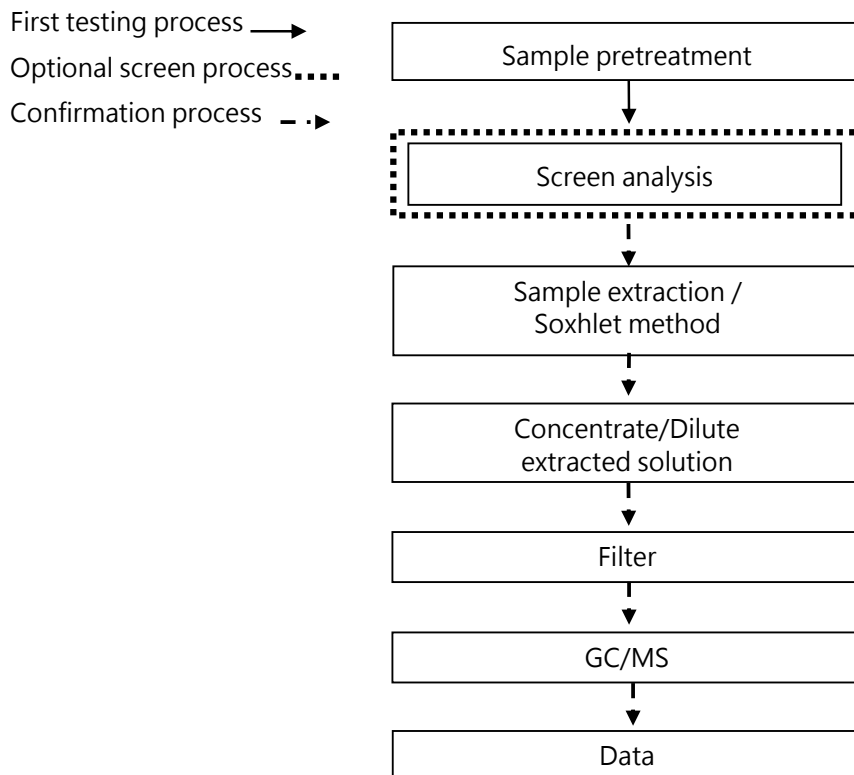 First testing process
Optional screen process
Confirmation process
Sample pretreatment
Screen analysis
Sample extraction /
Soxhlet method
Concentrate/Dilute
extracted solution
Filter
GC/MS
Data